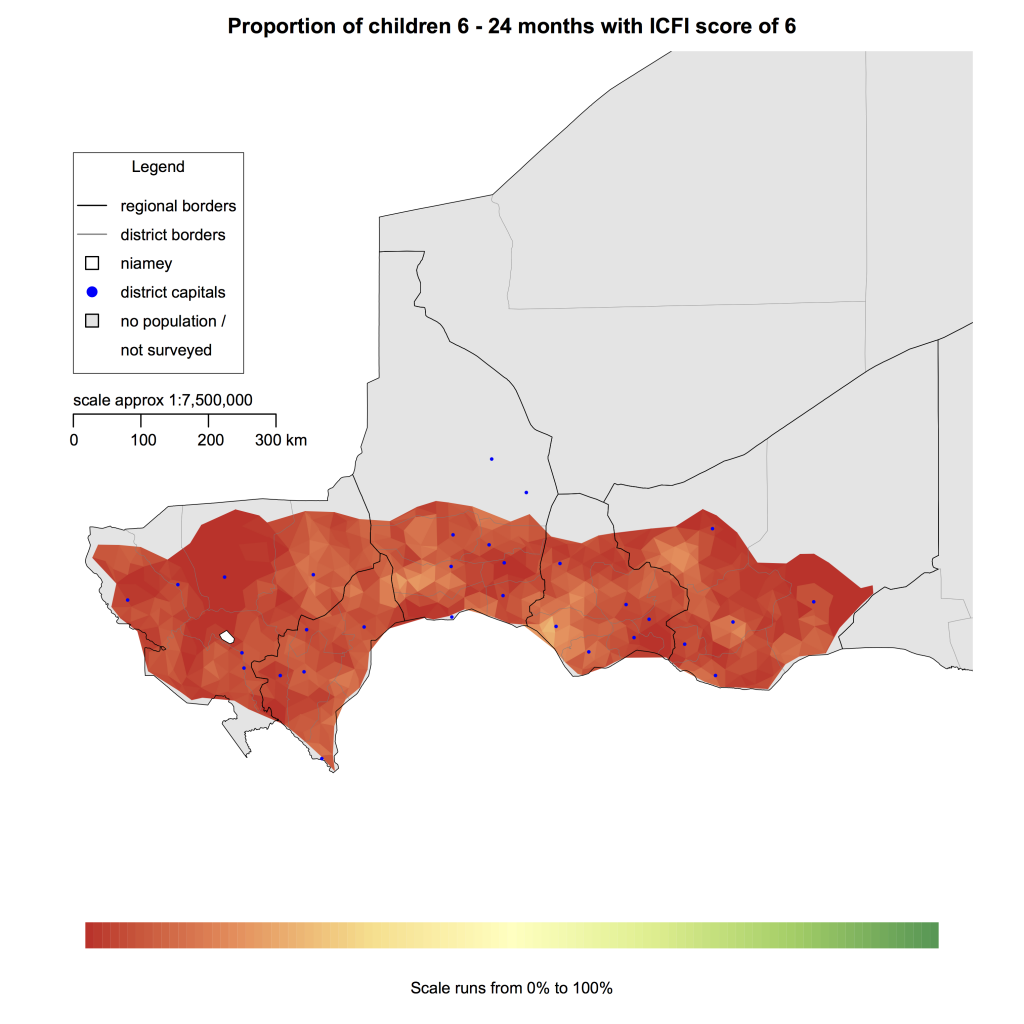 Proportion of children 6 - 24 months with ICFI score of 6
Legend
regional borders
district borders
niamey
district capitals
no population /
not surveyed
scale approx 1:7,500,000
0 100 200 300 km
Scale runs from 0% to 100%